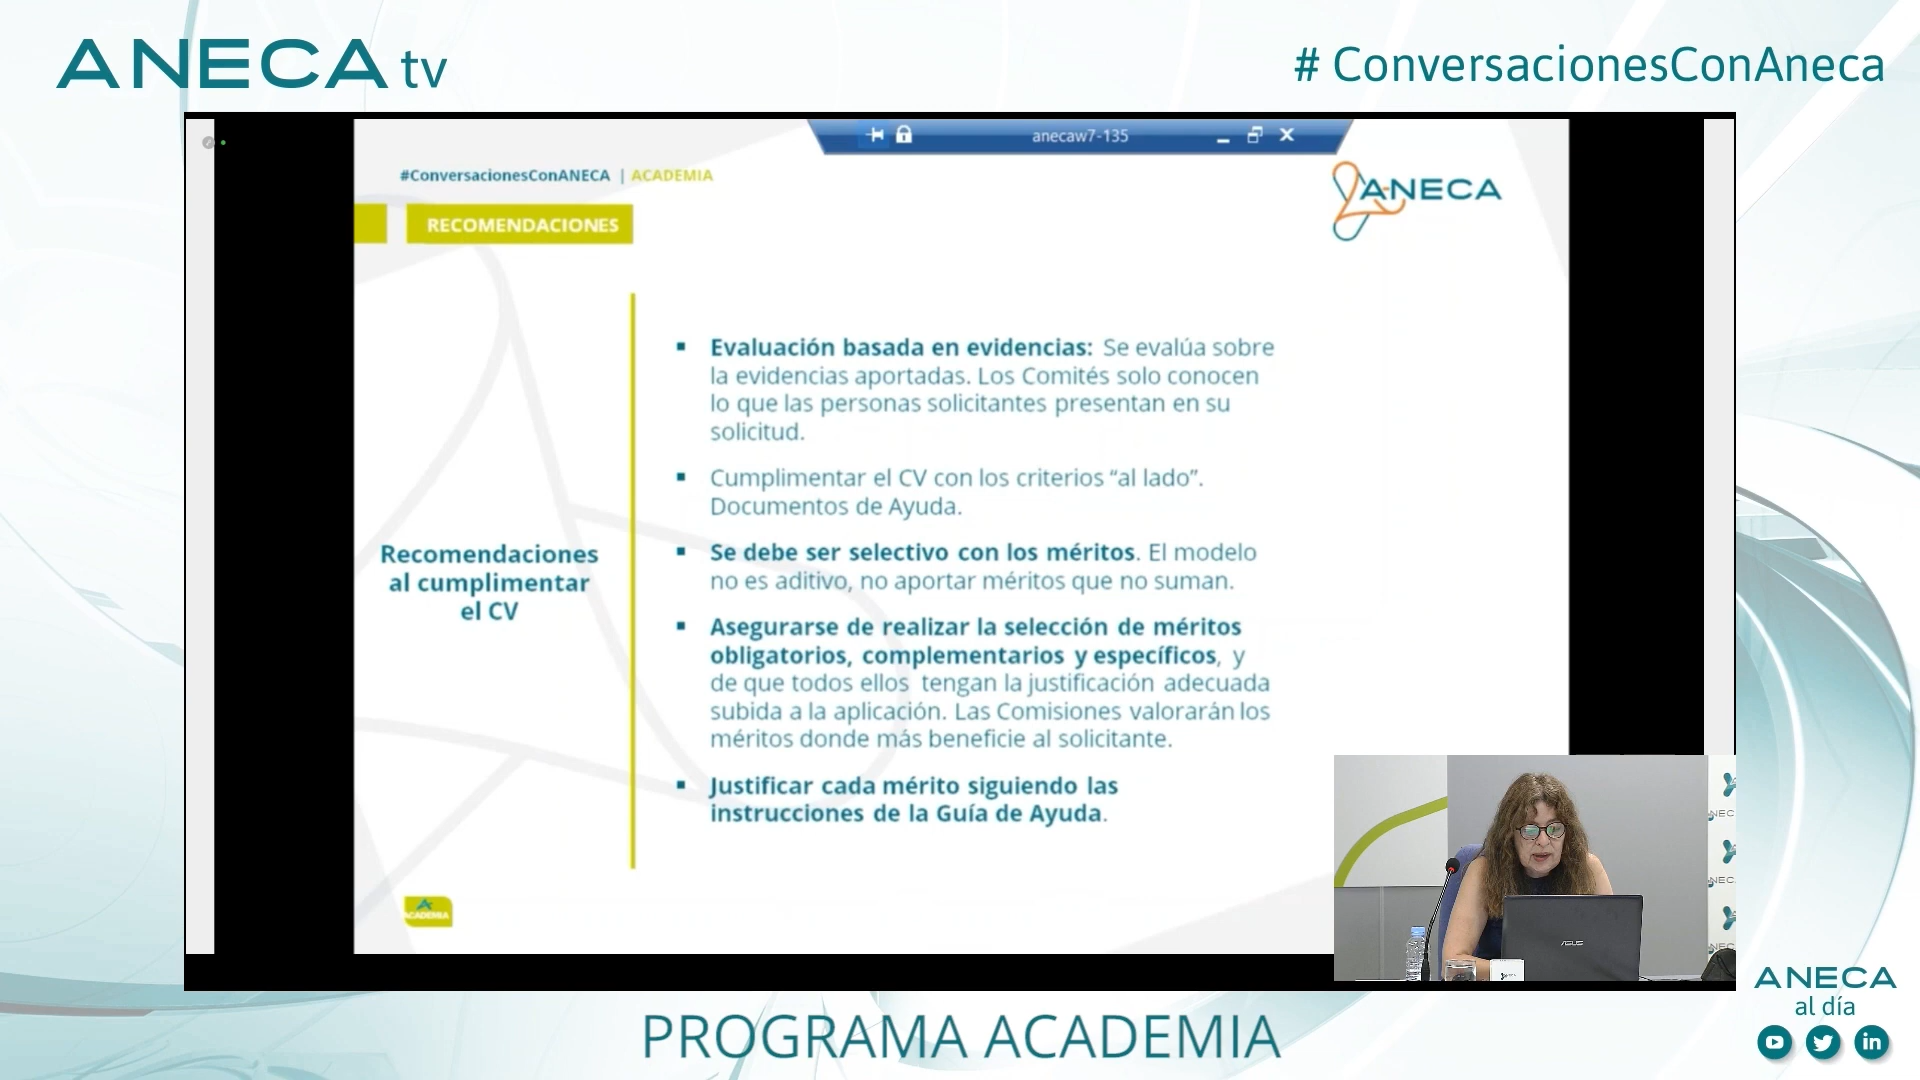 ANECA tv
# ConversacionesConAneca
anecaw7-135
#ConversacionesConANECA | ACADEMIA
ANECA
RECOMENDACIONES
Recomendaciones
al cumplimentar
el CV
▪ Evaluación basada en evidencias: Se evalúa sobre
la evidencias aportadas. Los Comités solo conocen
lo que las personas solicitantes presentan en su
solicitud.
▪ Cumplimentar el CV con los criterios “al lado”.
Documentos de Ayuda.
▪ Se debe ser selectivo con los méritos. El modelo
no es aditivo, no aportar méritos que no suman.
▪ Asegurarse de realizar la selección de méritos
obligatorios, complementarios y específicos, y
de que todos ellos tengan la justificación adecuada
subida a la aplicación. Las Comisiones valorarán los
méritos donde más beneficie al solicitante.
▪ Justificar cada mérito siguiendo las
instrucciones de la Guía de Ayuda.
ACADEMIA
ASUS
ANECA
al día
in
PROGRAMA ACADEMIA